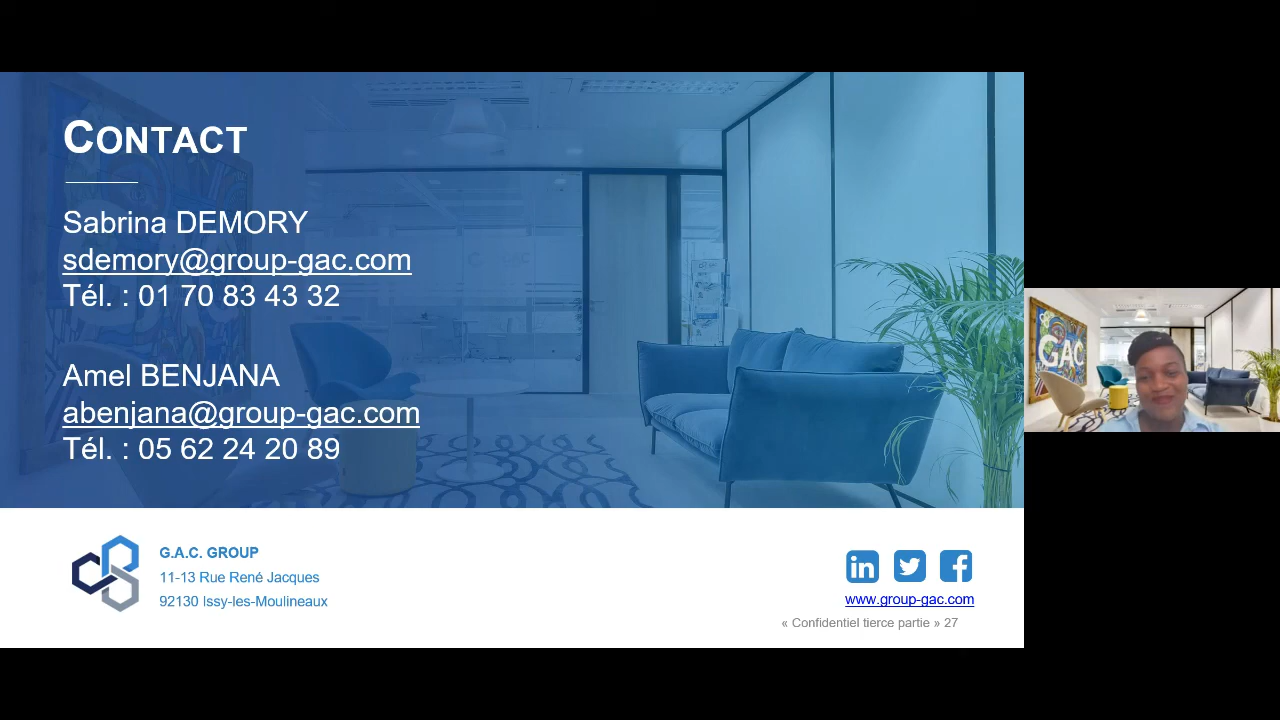 CONTACT
Sabrina DEMORY
sdemory@group-gac.com
Tél. : 01 70 83 43 32
Amel BENJANA
abenjana@group-gac.com
Tél. : 05 62 24 20 89
G.A.C. GROUP
11-13 Rue René Jacques
92130 Issy-les-Moulineaux
www.group-gac.com
« Confidentiel tierce partie » 27
GAC